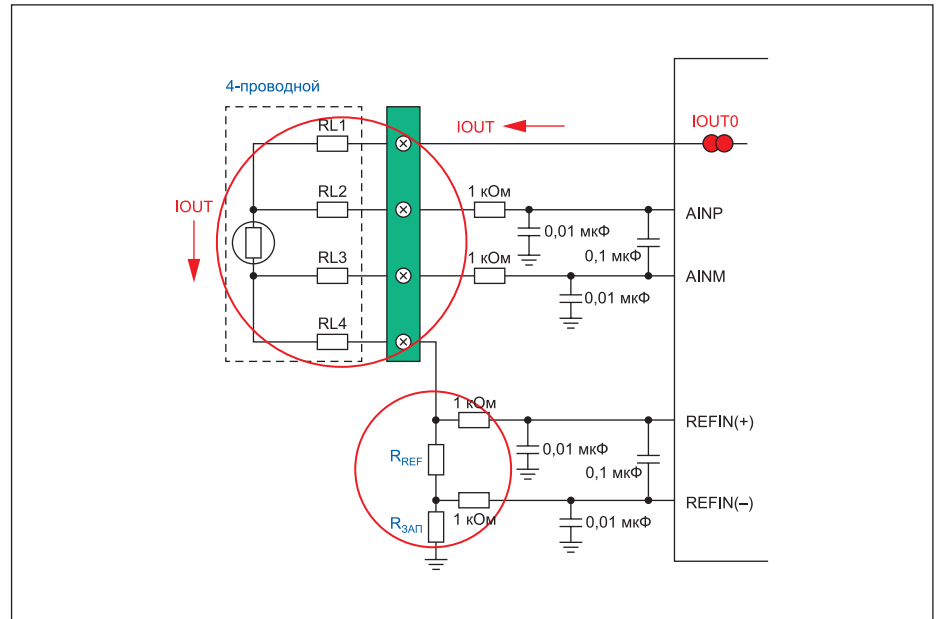 4-проводной
RL1
IOUT
IOUT0
RL2
1 кОм
IOUT
AINP
0,01 мкФ
0,1 мкФ
RL3
1 кОм
AINM
0,01 мкФ
RL4
1 кОм
REFIN(+)
R_REF
0,01 мкФ
0,1 мкФ
REFIN(–)
R_ЗАП
1 кОм
0,01 мкФ